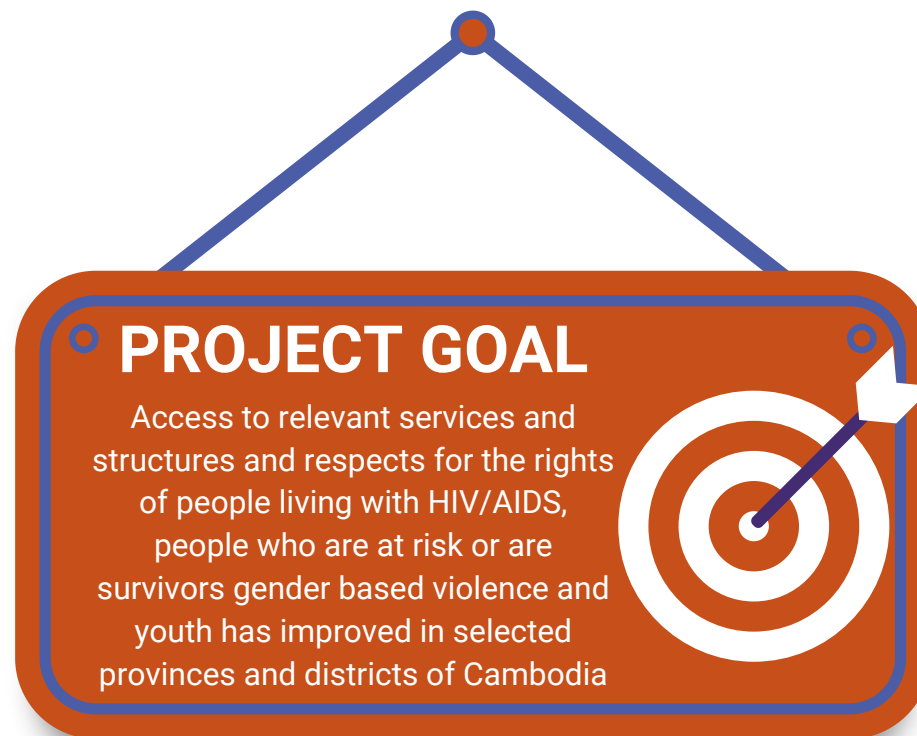 PROJECT GOAL
Access to relevant services and
structures and respects for the rights
of people living with HIV/AIDS,
people who are at risk or are
survivors gender based violence and
youth has improved in selected
provinces and districts of Cambodia